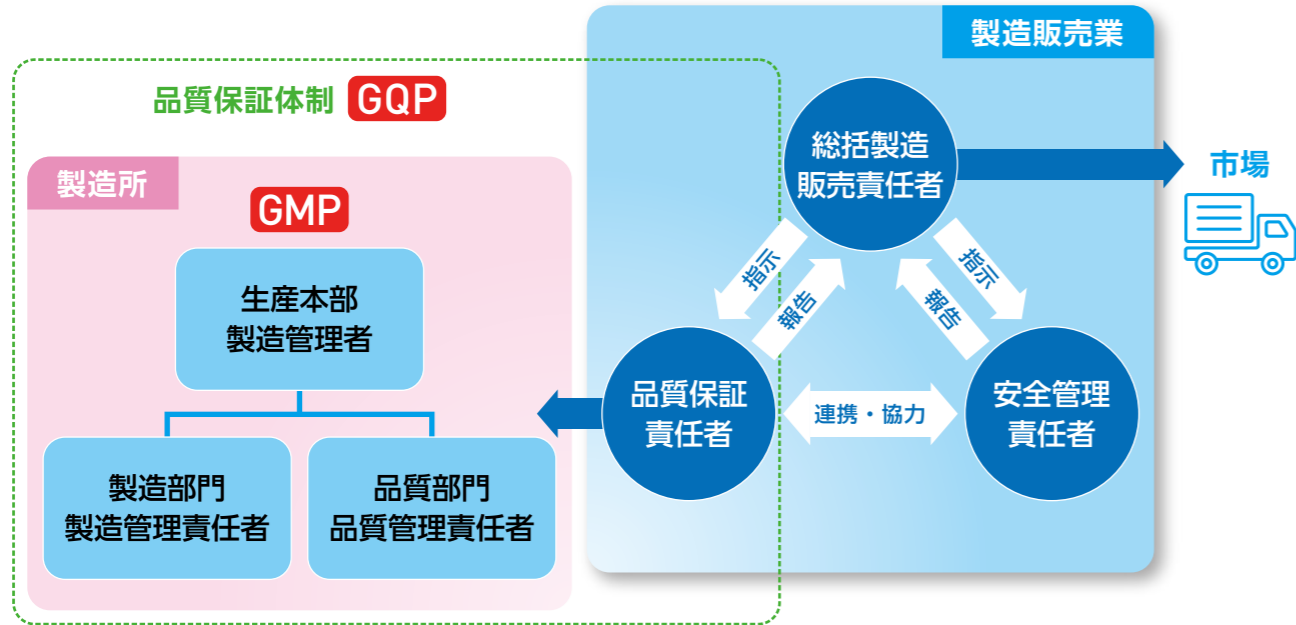 製造販売業
品質保証体制 GQP
製造所
GMP
生産本部
製造管理者
製造部門
製造管理責任者
品質部門
品質管理責任者
総括製造
販売責任者
市場
指示
報告
指示
報告
品質保証
責任者
連携・協力
安全管理
責任者